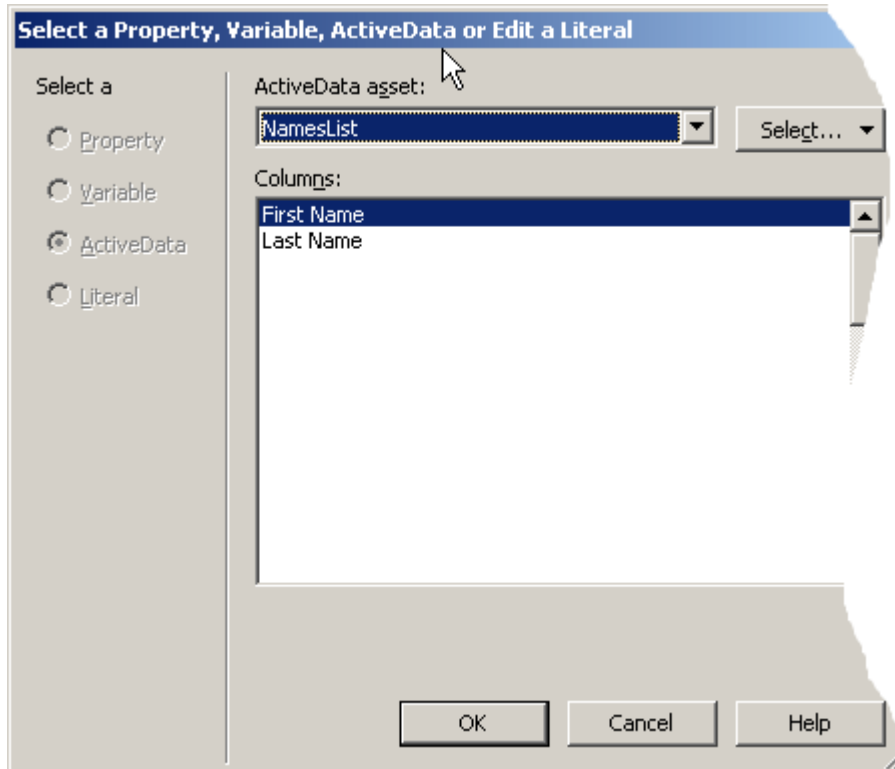 Select a Property, Variable, ActiveData or Edit a Literal
Select a
Property
Variable
ActiveData
Literal
ActiveData asset:
NamesList
Select...
Columns:
First Name
Last Name
OK
Cancel
Help